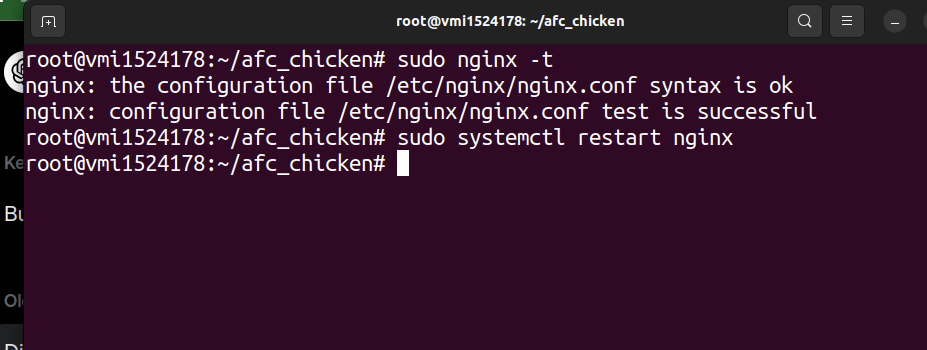 root@vmi1524178: ~/afc_chicken
root@vmi1524178:~/afc_chicken# sudo nginx -t
nginx: the configuration file /etc/nginx/nginx.conf syntax is ok
nginx: configuration file /etc/nginx/nginx.conf test is successful
root@vmi1524178:~/afc_chicken# sudo systemctl restart nginx
root@vmi1524178:~/afc_chicken#
Ke
Bu
Old